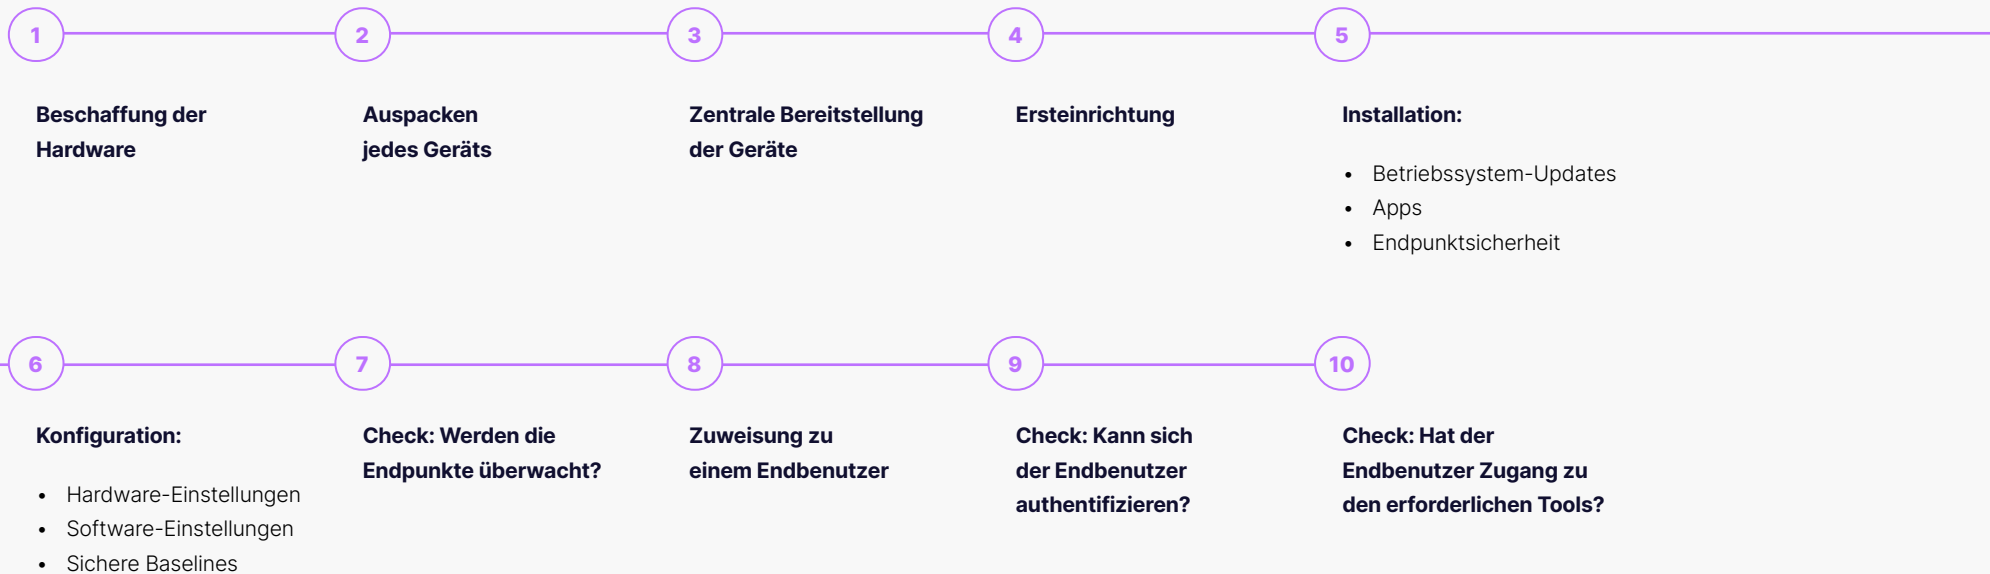 1
2
3
4
5
Beschaffung der
Hardware
Auspacken
jedes Geräts
Zentrale Bereitstellung
der Geräte
Ersteinrichtung
Installation:
• Betriebssystem-Updates
• Apps
• Endpunktsicherheit
6
7
8
9
10
Konfiguration:
• Hardware-Einstellungen
• Software-Einstellungen
• Sichere Baselines
Check: Werden die
Endpunkte überwacht?
Zuweisung zu
einem Endbenutzer
Check: Kann sich
der Endbenutzer
authentifizieren?
Check: Hat der
Endbenutzer Zugang zu
den erforderlichen Tools?